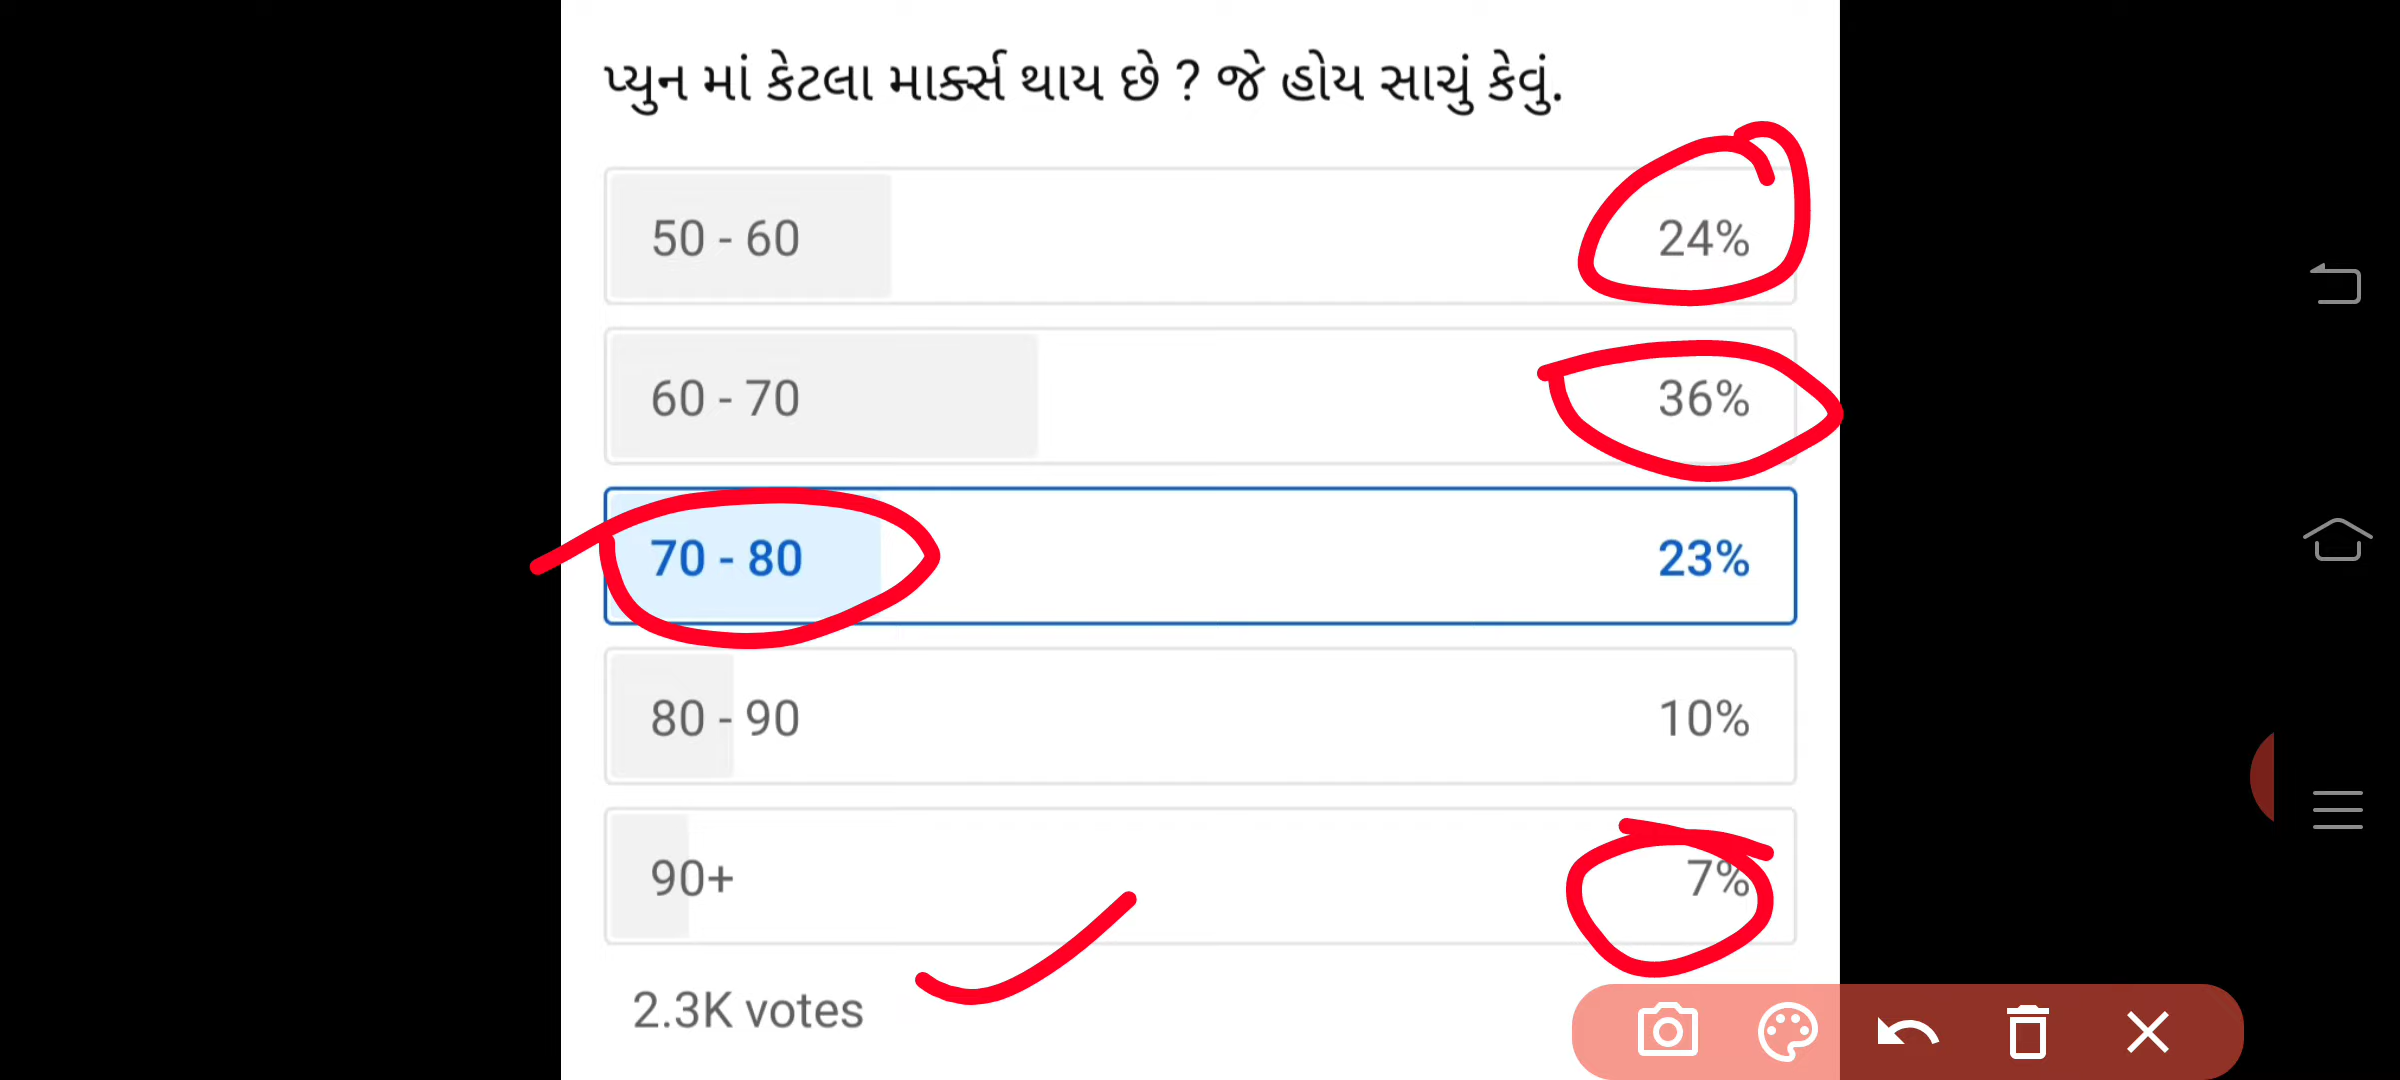 પ્યુન માં કેટલા માર્ક્સ થાય છે ? જે હોય સાચું કેવું.
50 - 60 24%
60 - 70 36%
70 - 80 23%
80 - 90 10%
90+ 7%
2.3K votes